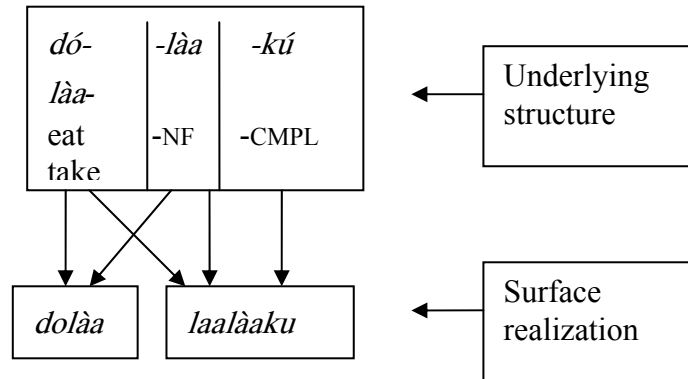 dó- -làa -kú
làa-
eat -NF -CMPL
take
Underlying
structure
dolàa laalàaku
Surface
realization